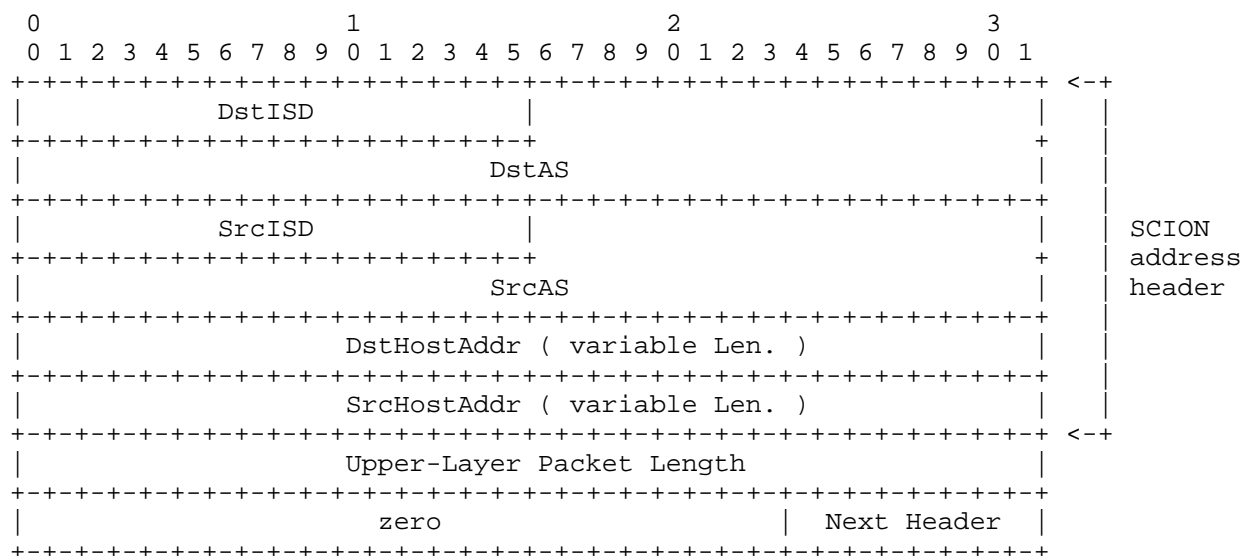 0                   1                   2                   3
 0 1 2 3 4 5 6 7 8 9 0 1 2 3 4 5 6 7 8 9 0 1 2 3 4 5 6 7 8 9 0 1
+-+-+-+-+-+-+-+-+-+-+-+-+-+-+-+-+-+-+-+-+-+-+-+-+-+-+-+-+-+-+-+-+ <-+
|            DstISD             |                               |   |
+-+-+-+-+-+-+-+-+-+-+-+-+-+-+-+-+                               +   |
|                             DstAS                             |   |
+-+-+-+-+-+-+-+-+-+-+-+-+-+-+-+-+-+-+-+-+-+-+-+-+-+-+-+-+-+-+-+-+   |
|            SrcISD             |                               |   | SCION
+-+-+-+-+-+-+-+-+-+-+-+-+-+-+-+-+                               +   | address
|                             SrcAS                             |   | header
+-+-+-+-+-+-+-+-+-+-+-+-+-+-+-+-+-+-+-+-+-+-+-+-+-+-+-+-+-+-+-+-+   |
|                    DstHostAddr ( variable Len. )              |   |
+-+-+-+-+-+-+-+-+-+-+-+-+-+-+-+-+-+-+-+-+-+-+-+-+-+-+-+-+-+-+-+-+   |
|                    SrcHostAddr ( variable Len. )              |   |
+-+-+-+-+-+-+-+-+-+-+-+-+-+-+-+-+-+-+-+-+-+-+-+-+-+-+-+-+-+-+-+-+ <-+
|                    Upper-Layer Packet Length                  |
+-+-+-+-+-+-+-+-+-+-+-+-+-+-+-+-+-+-+-+-+-+-+-+-+-+-+-+-+-+-+-+-+
|                      zero                     |  Next Header  |
+-+-+-+-+-+-+-+-+-+-+-+-+-+-+-+-+-+-+-+-+-+-+-+-+-+-+-+-+-+-+-+-+